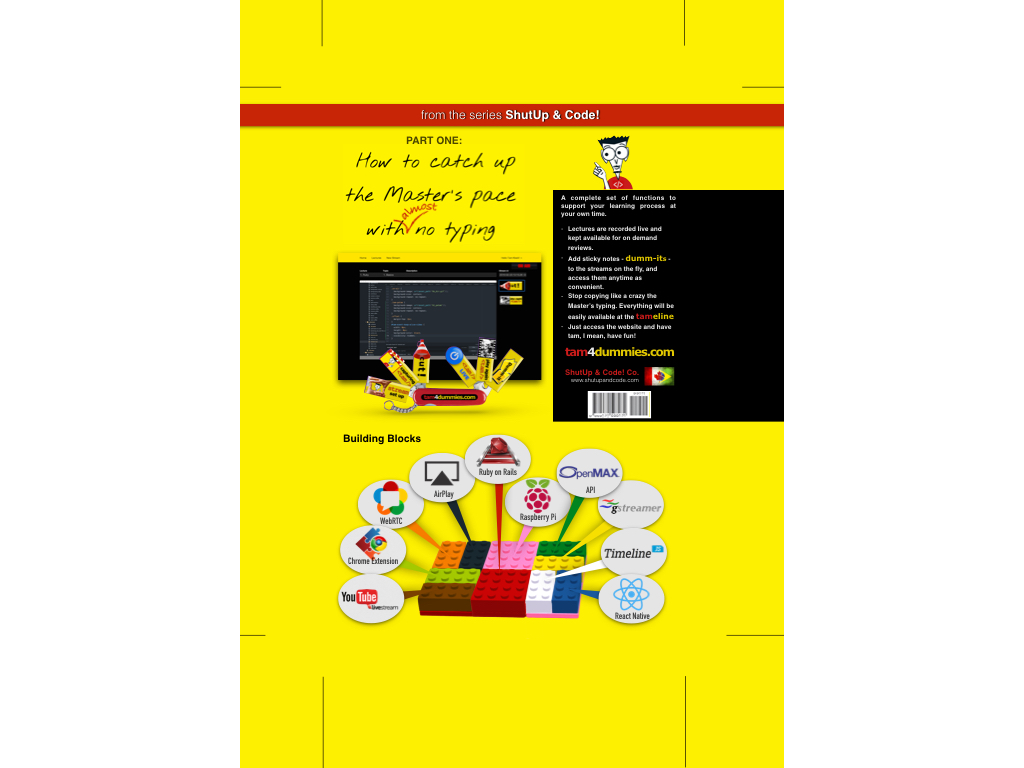 from the series ShutUp & Code!
PART ONE:
How to catch up
the Master's pace
almost
with no typing
A complete set of functions to
support your learning process at
your own time.
· Lectures are recorded live and
kept available for on demand
reviews.
· Add sticky notes - dumm-its -
to the streams on the fly, and
access them anytime as
convenient.
· Stop copying like a crazy the
Master's typing. Everything will be
easily available at the tameline
· Just access the website and have
tam, I mean, have fun!
tam4dummies.com
ShutUp & Code! Co.
www.shutupandcode.com
cut!
tam4dummies.com
Building Blocks
Ruby on Rails
AirPlay
OpenMAX
API
WebRTC
Raspberry Pi
gstreamer
Chrome Extension
Timeline JS
YouTube
livestream
React Native